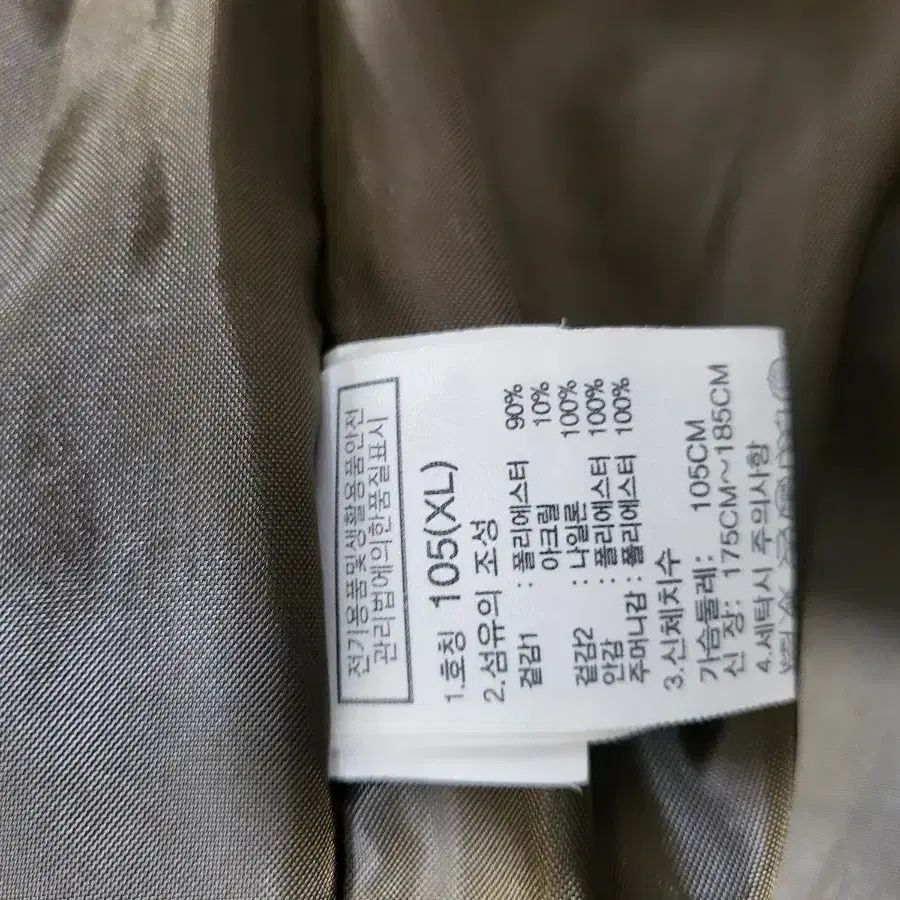 전기용품및생활용품안전
관리법에의한품질표시
1.호칭 105(XL)
2.섬유의 조성
겉감1 : 폴리에스터 90%
아크릴 10%
겉감2 : 나일론 100%
안감 : 폴리에스터 100%
주머니감 : 폴리에스터 100%
3.신체치수
가슴둘레: 105CM
신 장: 175CM~185CM
4.세탁시 주의사항